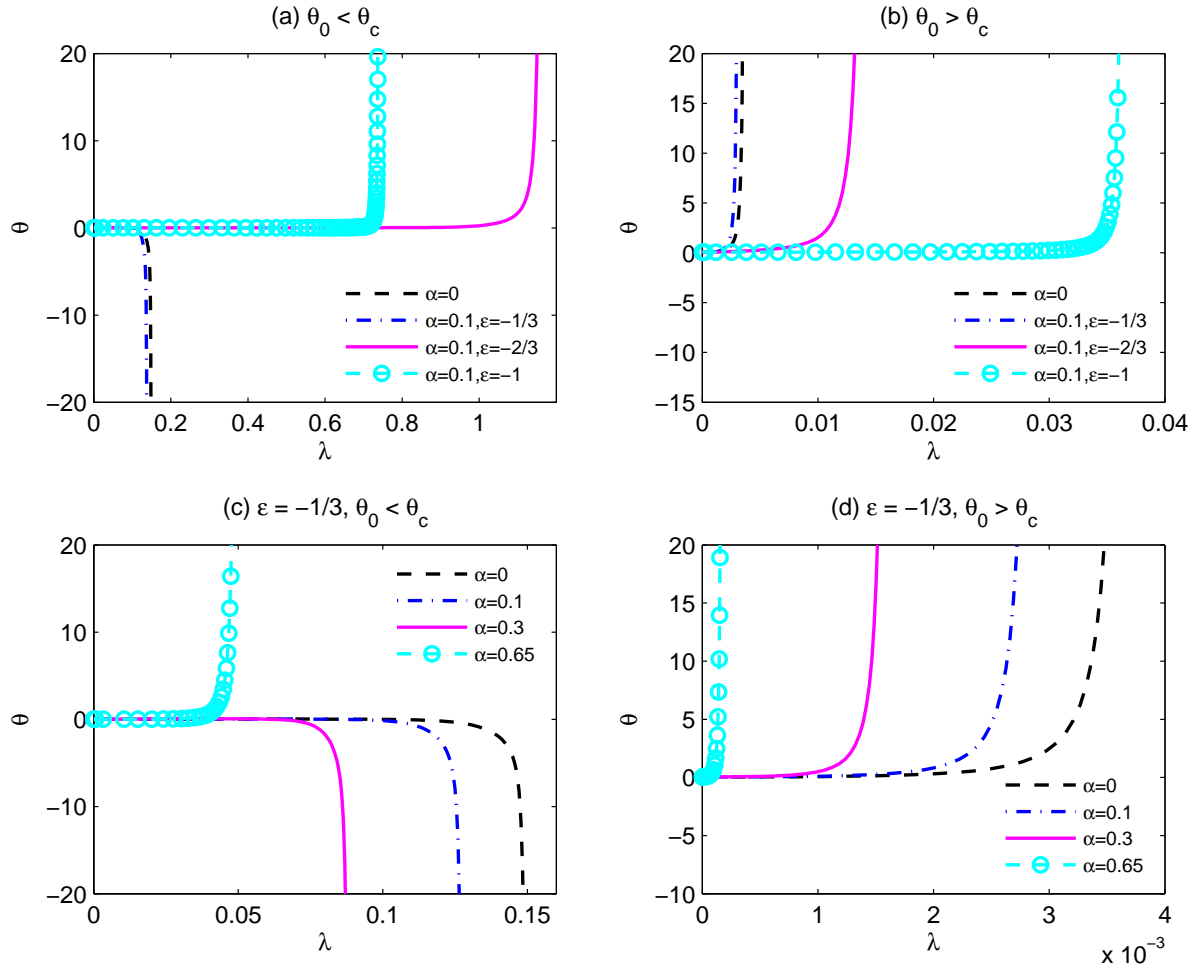 (a) θ₀ < θ_c
20
10
0
−10
−20
θ
0
0.2
0.4
0.6
0.8
1
λ
α=0
α=0.1,ε=−1/3
α=0.1,ε=−2/3
α=0.1,ε=−1
(b) θ₀ > θ_c
20
15
10
5
0
−5
−10
−15
θ
0
0.01
0.02
0.03
0.04
λ
α=0
α=0.1,ε=−1/3
α=0.1,ε=−2/3
α=0.1,ε=−1
(c) ε = −1/3, θ₀ < θ_c
20
10
0
−10
−20
θ
0
0.05
0.1
0.15
λ
α=0
α=0.1
α=0.3
α=0.65
(d) ε = −1/3, θ₀ > θ_c
20
15
10
5
0
−5
−10
θ
0
1
2
3
4
x 10⁻³
λ
α=0
α=0.1
α=0.3
α=0.65